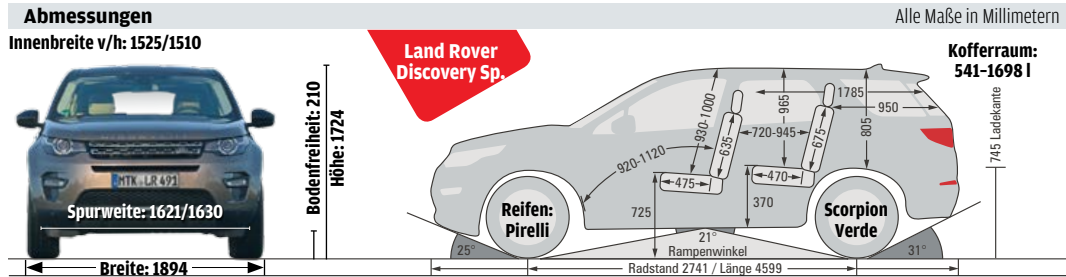 Abmessungen
Alle Maße in Millimetern
Innenbreite v/h: 1525/1510
Land Rover
Discovery Sp.
Kofferraum:
541–1698 l
Bodenfreiheit: 210
Höhe: 1724
MTK LR 491
Spurweite: 1621/1630
Breite: 1894
930-1000
965
1785
950
805
720-945
635
675
920-1120
475
470
725
370
745 Ladekante
Reifen:
Pirelli
Scorpion
Verde
25°
21°
Rampenwinkel
31°
Radstand 2741 / Länge 4599